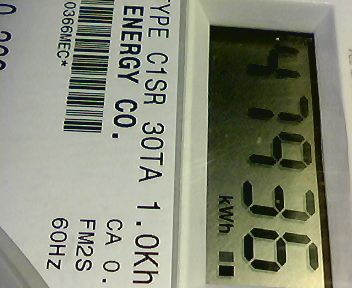 47936
kWh
TYPE C1SR 30TA 1.0Kh
ENERGY CO.
CA 0.
FM2S
60HZ
0366MEC*